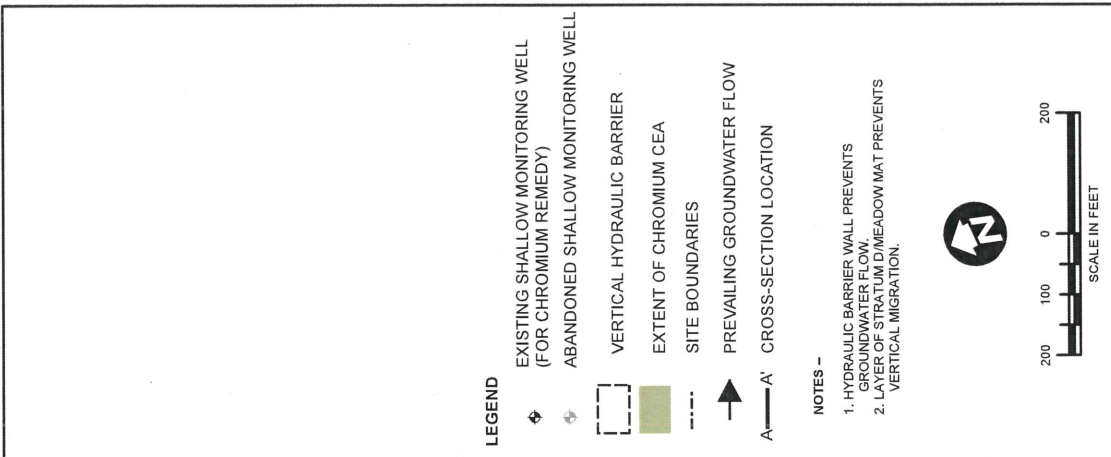 LEGEND
EXISTING SHALLOW MONITORING WELL
(FOR CHROMIUM REMEDY)
ABANDONED SHALLOW MONITORING WELL
VERTICAL HYDRAULIC BARRIER
EXTENT OF CHROMIUM CEA
SITE BOUNDARIES
PREVAILING GROUNDWATER FLOW
A A' CROSS-SECTION LOCATION
NOTES –
1. HYDRAULIC BARRIER WALL PREVENTS
GROUNDWATER FLOW.
2. LAYER OF STRATUM D/MEADOW MAT PREVENTS
VERTICAL MIGRATION.
N
200 100 0 200
SCALE IN FEET